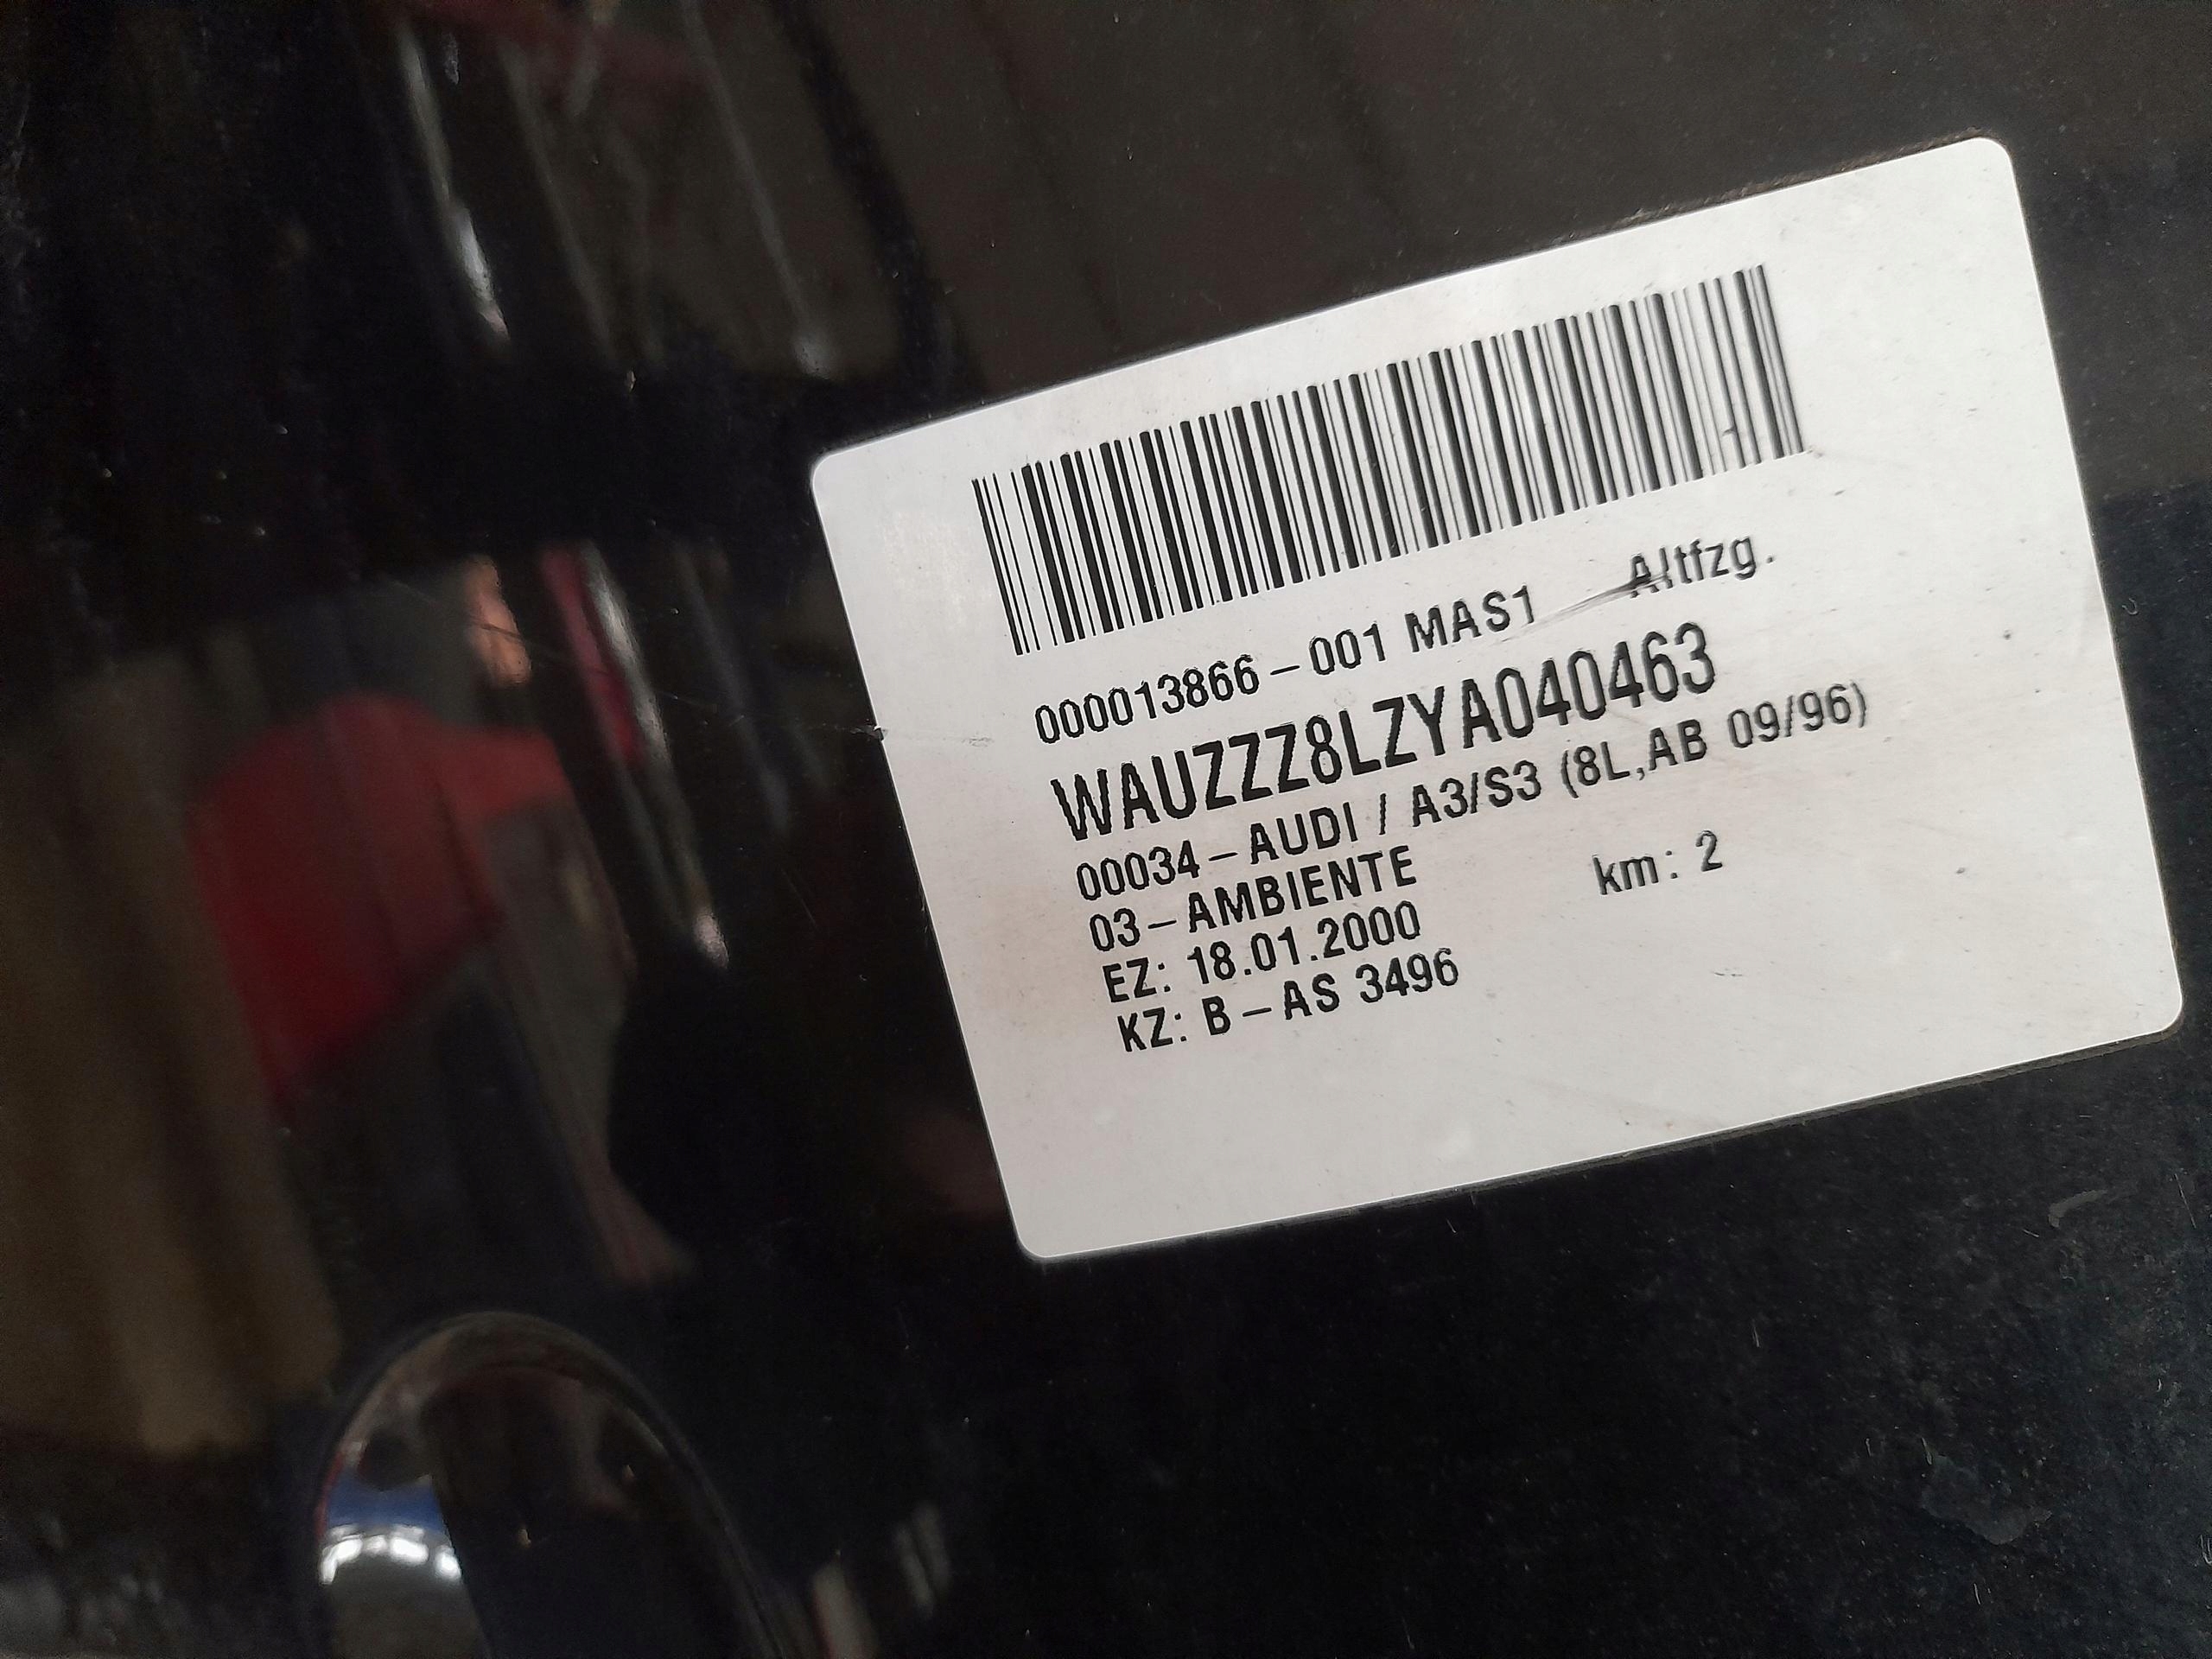 000013866-001 MAS1 Altfzg.
WAUZZZ8LZYA040463
00034-AUDI / A3/S3 (8L,AB 09/96)
03-AMBIENTE km: 2
EZ: 18.01.2000
KZ: B-AS 3496